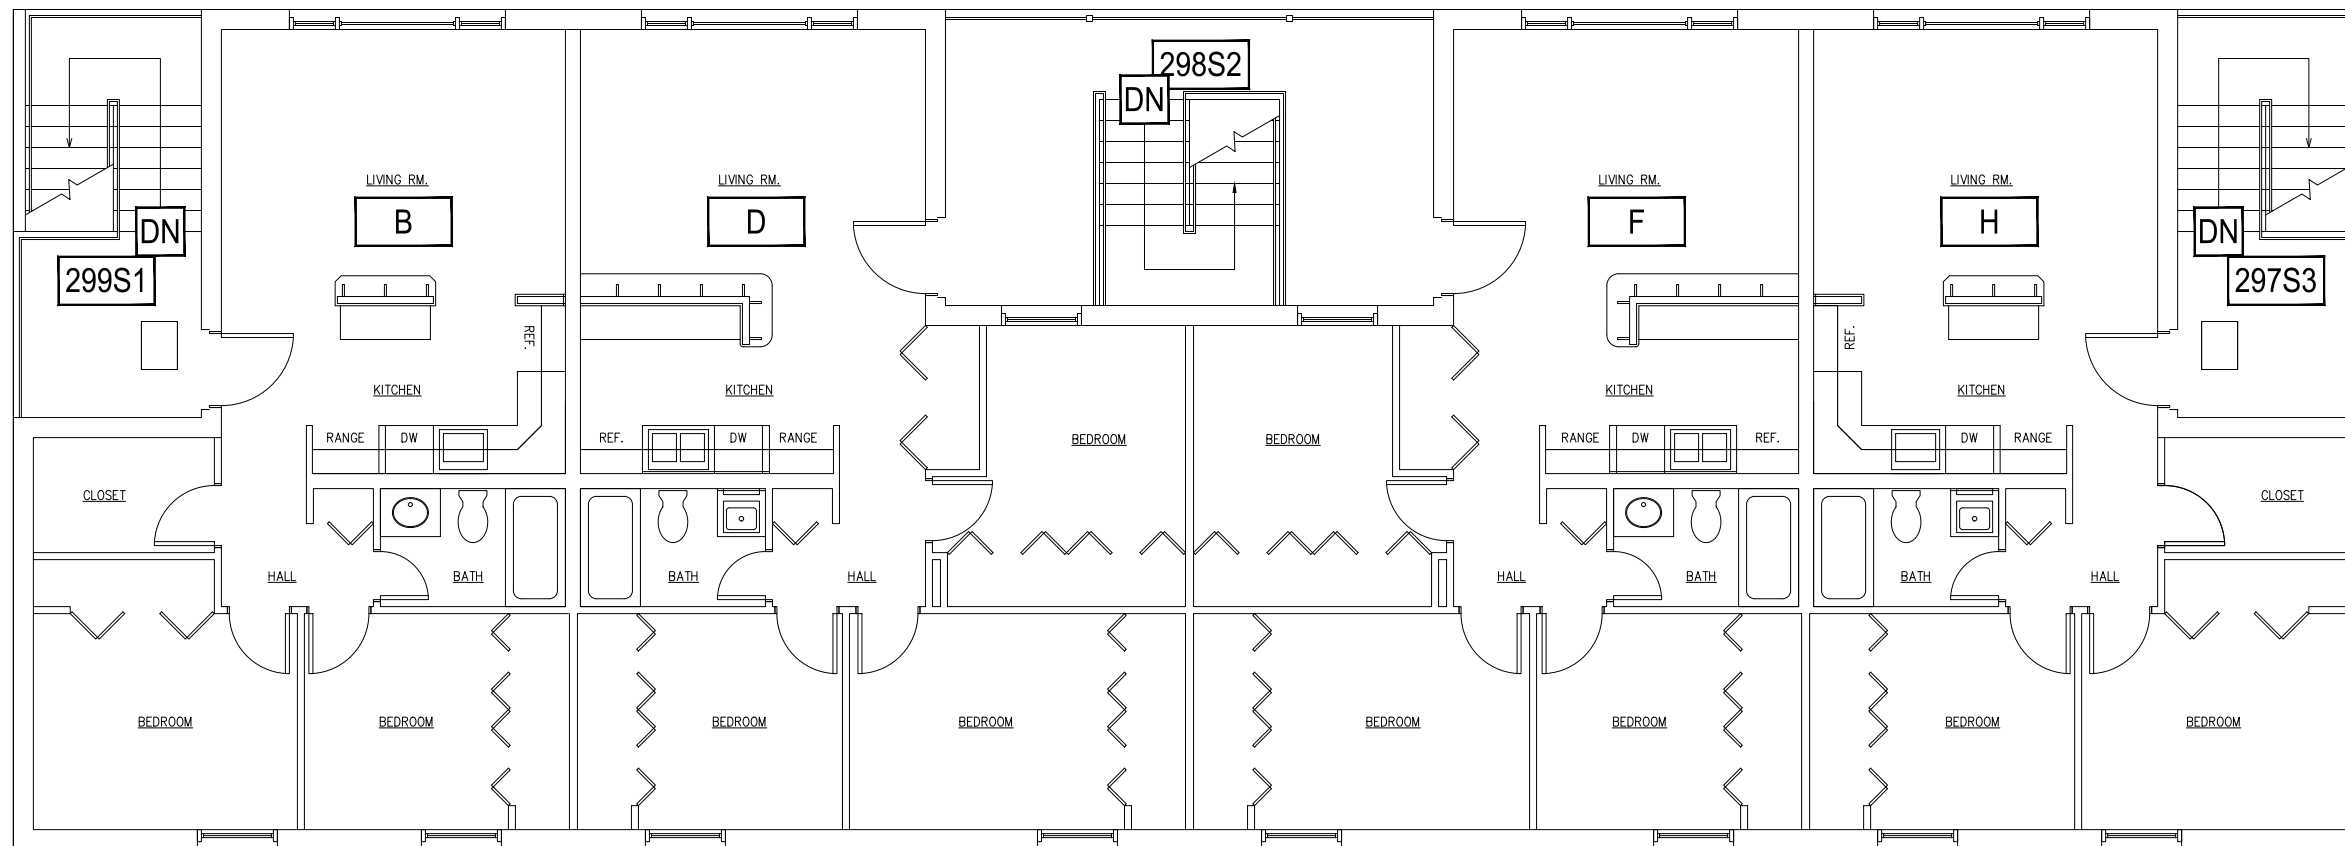 298S2
DN
LIVING RM.
LIVING RM.
LIVING RM.
LIVING RM.
B
D
F
H
DN
DN
299S1
297S3
REF.
REF.
KITCHEN
KITCHEN
KITCHEN
KITCHEN
RANGE
DW
REF.
DW
RANGE
BEDROOM
BEDROOM
RANGE
DW
REF.
DW
RANGE
CLOSET
CLOSET
HALL
BATH
BATH
HALL
HALL
BATH
BATH
HALL
BEDROOM
BEDROOM
BEDROOM
BEDROOM
BEDROOM
BEDROOM
BEDROOM
BEDROOM